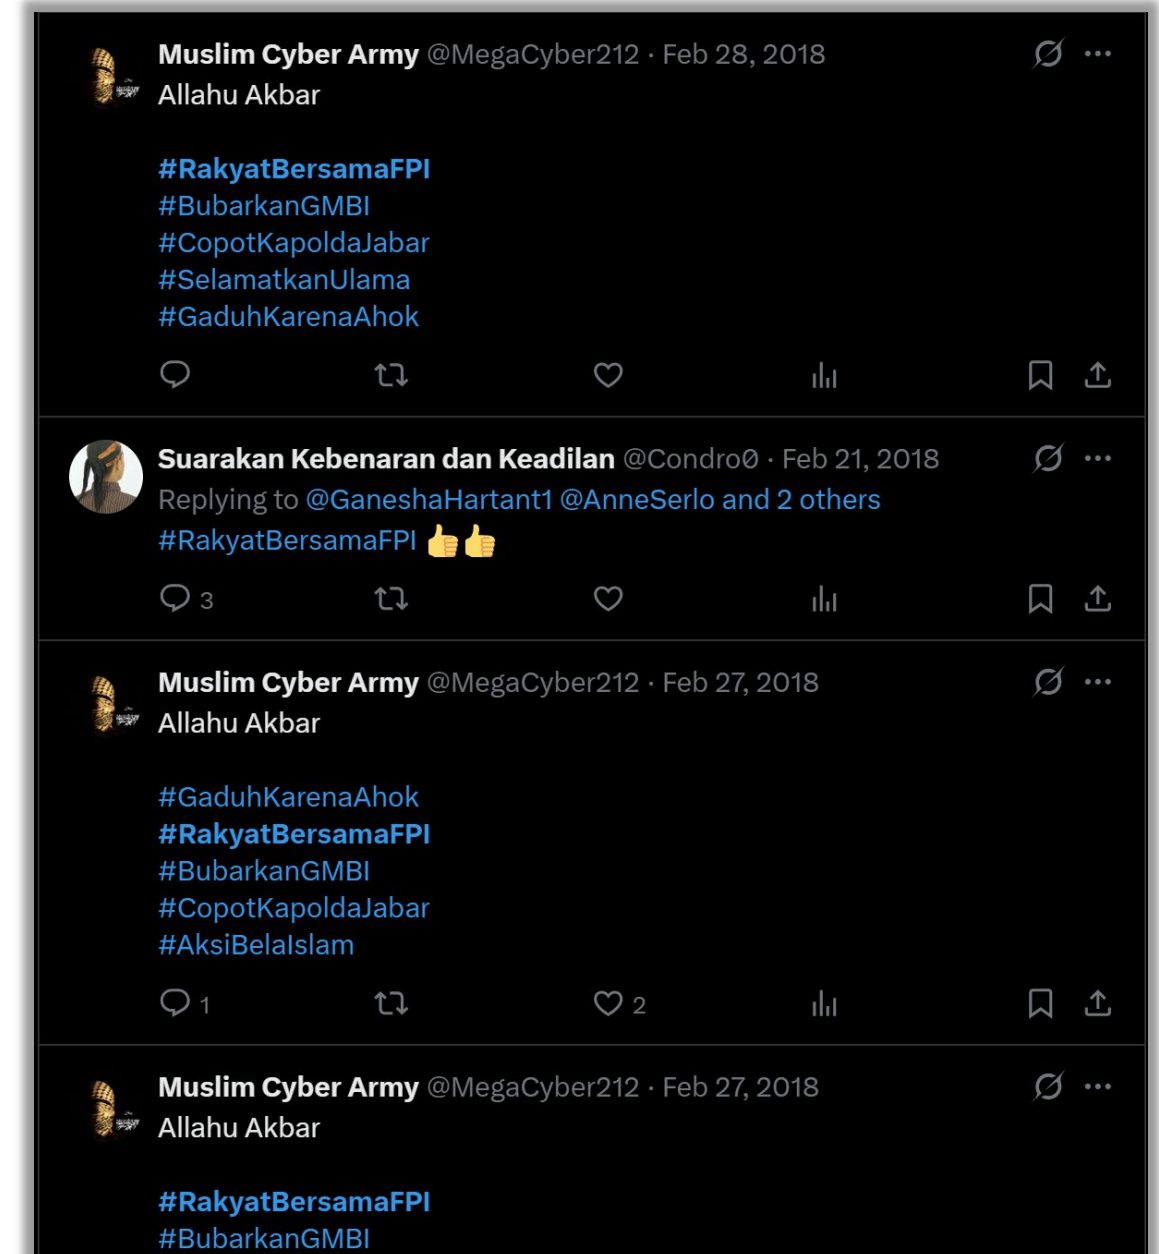 Muslim Cyber Army @MegaCyber212 · Feb 28, 2018
Allahu Akbar
#RakyatBersamaFPI
#BubarkanGMBI
#CopotKapoldaJabar
#SelamatkanUlama
#GaduhKarenaAhok
Suarakan Kebenaran dan Keadilan @Condro0 · Feb 21, 2018
Replying to @GaneshaHartant1 @AnneSerlo and 2 others
#RakyatBersamaFPI 👍👍
3
Muslim Cyber Army @MegaCyber212 · Feb 27, 2018
Allahu Akbar
#GaduhKarenaAhok
#RakyatBersamaFPI
#BubarkanGMBI
#CopotKapoldaJabar
#AksiBelaIslam
1 2
Muslim Cyber Army @MegaCyber212 · Feb 27, 2018
Allahu Akbar
#RakyatBersamaFPI
#BubarkanGMBI